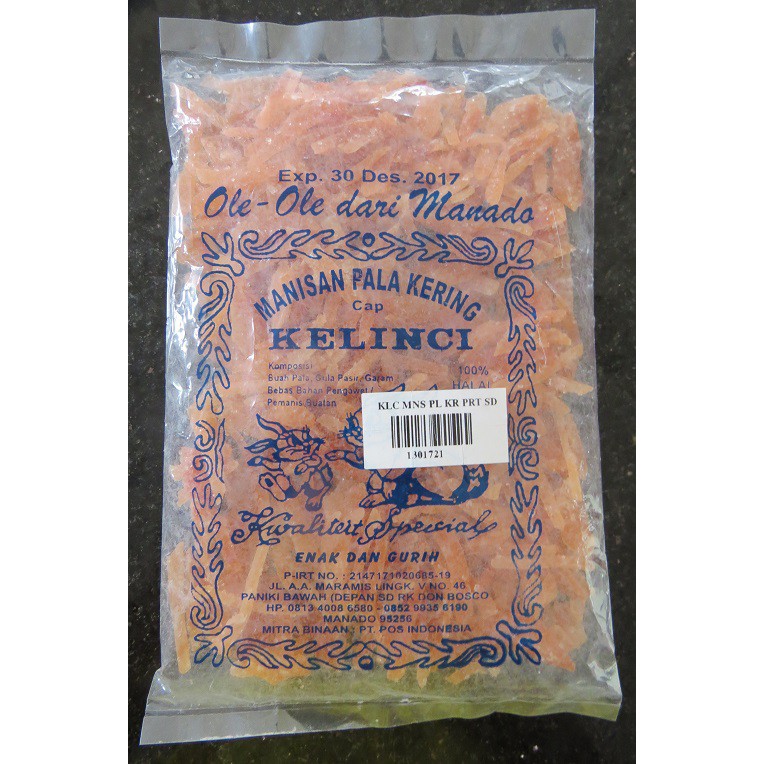 Exp. 30 Des. 2017
Ole-Ole dari Manado
MANISAN PALA KERING
Cap
KELINCI
Komposisi
Buah Pala, Gula Pasir, Garam
Bebas Bahan Pengawet /
Pemanis Buatan
100%
HALAL
KLC MNS PL KR PRT SD
1301721
Kwaliteit Special
ENAK DAN GURIH
P-IRT NO. : 2147171020685-19
JL. A.A. MARAMIS LINGK. V NO. 46
PANIKI BAWAH (DEPAN SD RK DON BOSCO
HP. 0813 4008 6580 - 0852 9935 6190
MANADO 95256
MITRA BINAAN : PT. POS INDONESIA